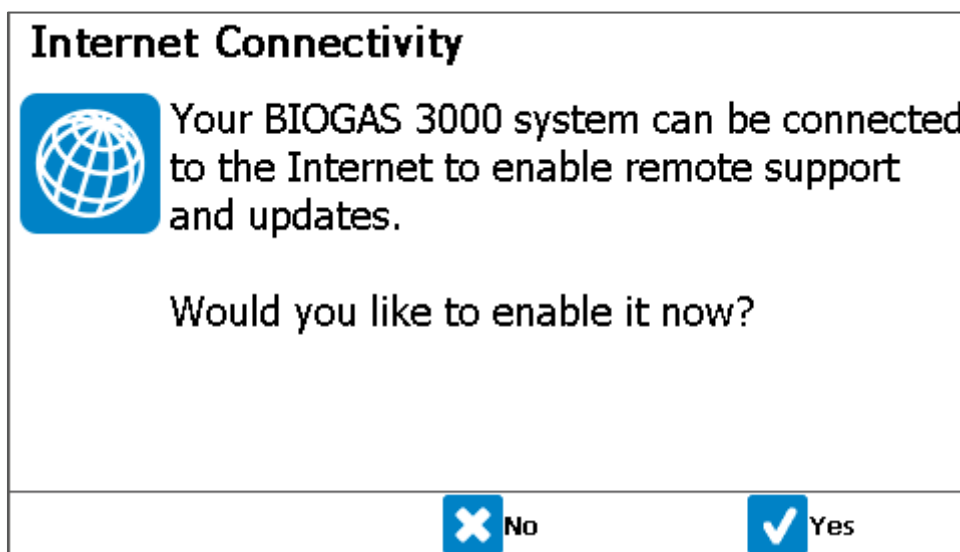 Internet Connectivity
Your BIOGAS 3000 system can be connected
to the Internet to enable remote support
and updates.
Would you like to enable it now?
No
Yes